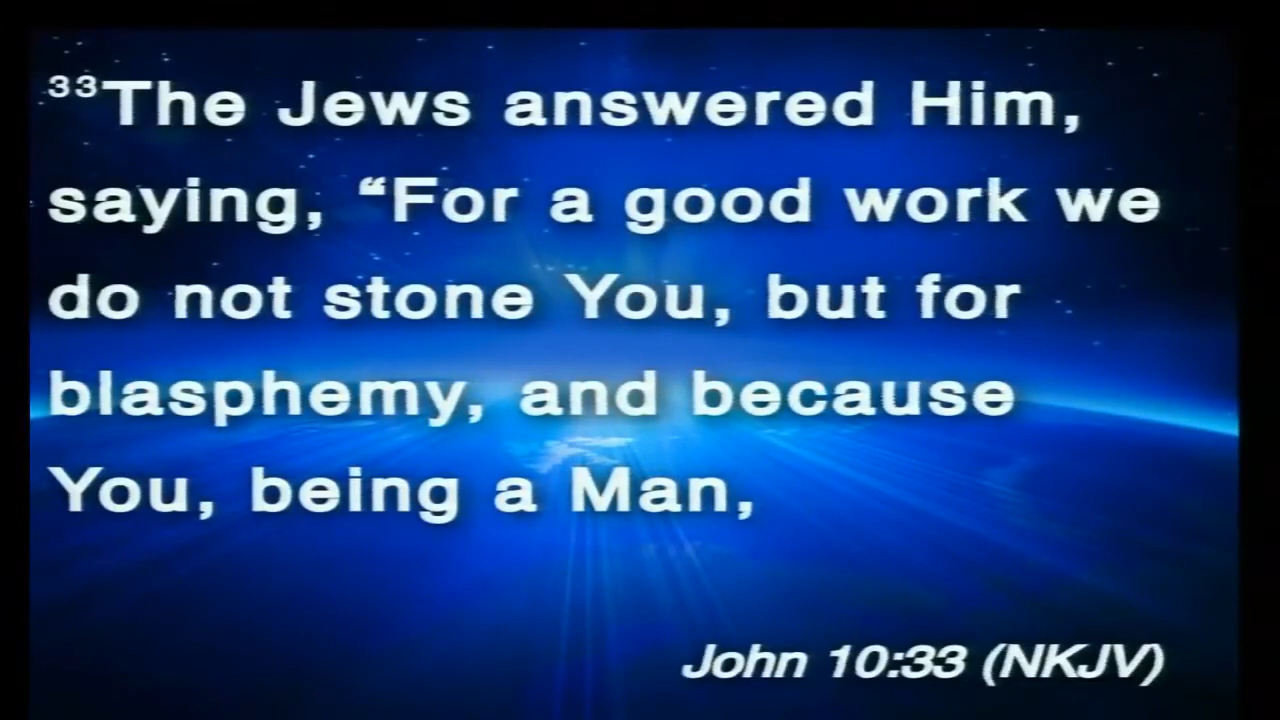 ³³The Jews answered Him,
saying, “For a good work we
do not stone You, but for
blasphemy, and because
You, being a Man,
John 10:33 (NKJV)